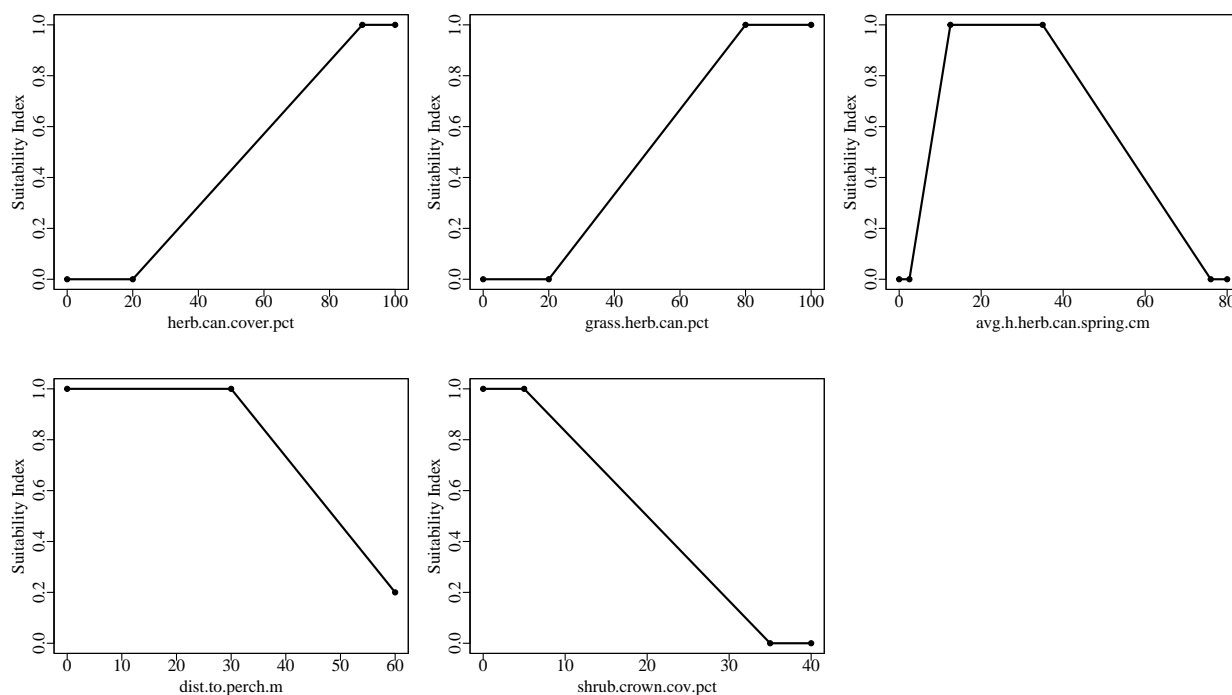 Suitability Index
0.0 0.2 0.4 0.6 0.8 1.0
0 20 40 60 80 100
herb.can.cover.pct
Suitability Index
0.0 0.2 0.4 0.6 0.8 1.0
0 20 40 60 80 100
grass.herb.can.pct
Suitability Index
0.0 0.2 0.4 0.6 0.8 1.0
0 20 40 60 80
avg.h.herb.can.spring.cm
Suitability Index
0.0 0.2 0.4 0.6 0.8 1.0
0 10 20 30 40 50 60
dist.to.perch.m
Suitability Index
0.0 0.2 0.4 0.6 0.8 1.0
0 10 20 30 40
shrub.crown.cov.pct